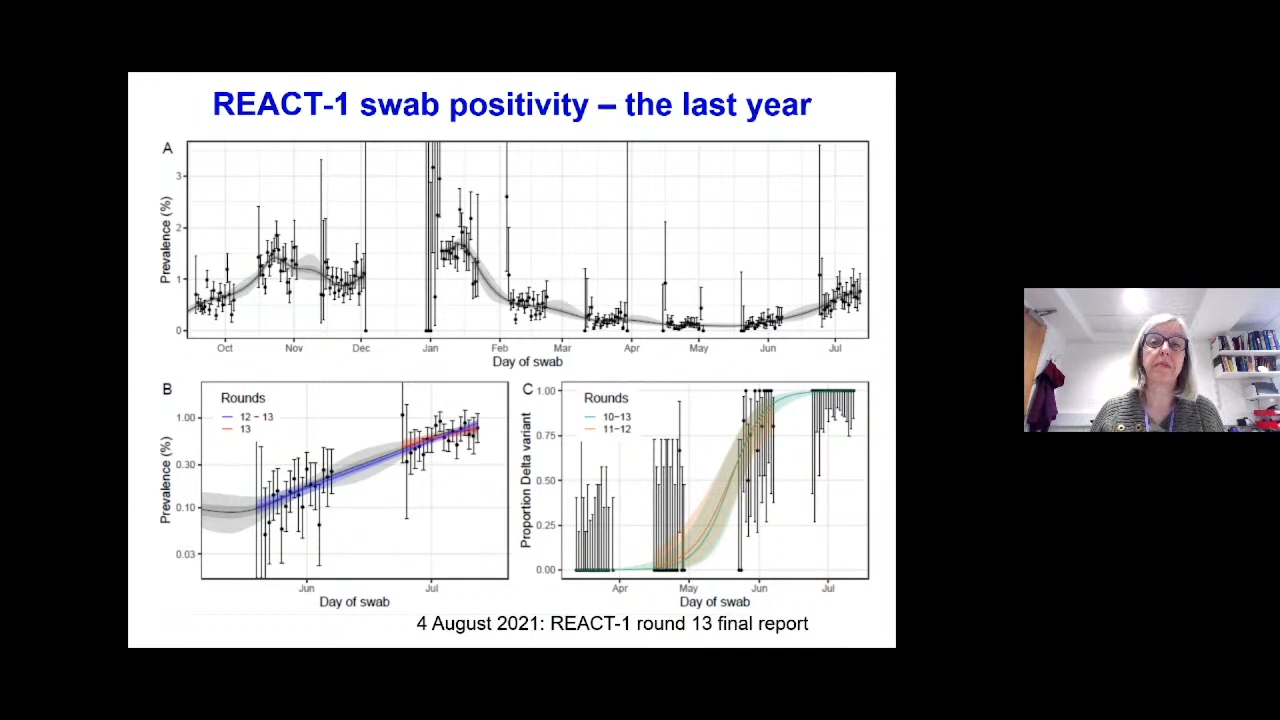 REACT-1 swab positivity – the last year
A
Prevalence (%)
3
2
1
0
Oct Nov Dec Jan Feb Mar Apr May Jun Jul
Day of swab
B
Rounds
12 - 13
13
Prevalence (%)
1.00
0.30
0.10
0.03
Jun Jul
Day of swab
C
Rounds
10-13
11-12
Proportion Delta variant
1.00
0.75
0.50
0.25
0.00
Apr May Jun Jul
Day of swab
4 August 2021: REACT-1 round 13 final report